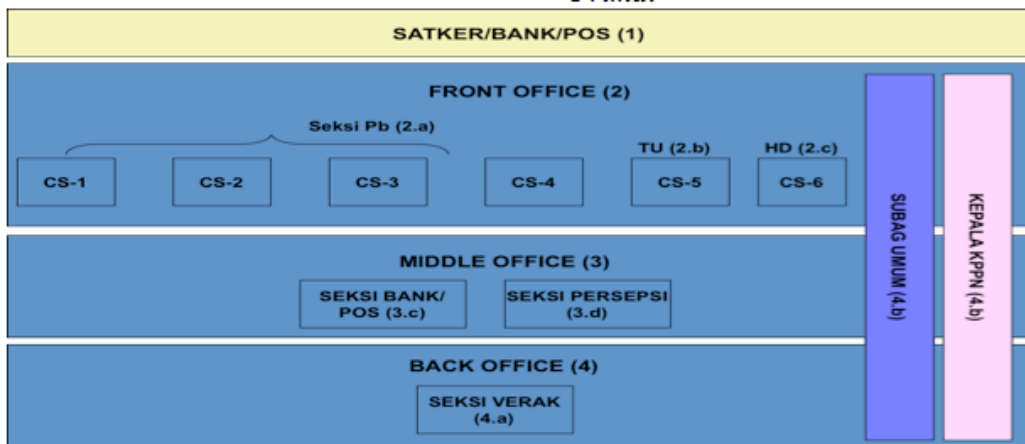 SATKER/BANK/POS (1)
FRONT OFFICE (2)
Seksi Pb (2.a)
TU (2.b)
HD (2.c)
CS-1
CS-2
CS-3
CS-4
CS-5
CS-6
SUBAG UMUM (4.b)
KEPALA KPPN (4.b)
MIDDLE OFFICE (3)
SEKSI BANK/
POS (3.c)
SEKSI PERSEPSI
(3.d)
BACK OFFICE (4)
SEKSI VERAK
(4.a)